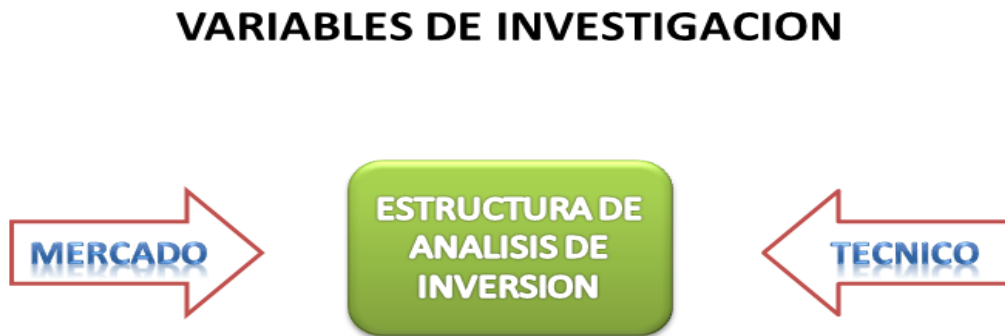 VARIABLES DE INVESTIGACION
MERCADO
ESTRUCTURA DE
ANALISIS DE
INVERSION
TECNICO